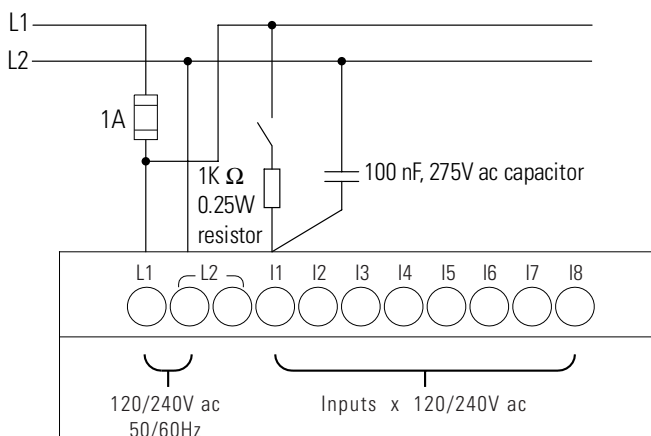 L1
L2
1A
1K Ω
0.25W
resistor
100 nF, 275V ac capacitor
L1 L2 I1 I2 I3 I4 I5 I6 I7 I8
120/240V ac
50/60Hz
Inputs x 120/240V ac